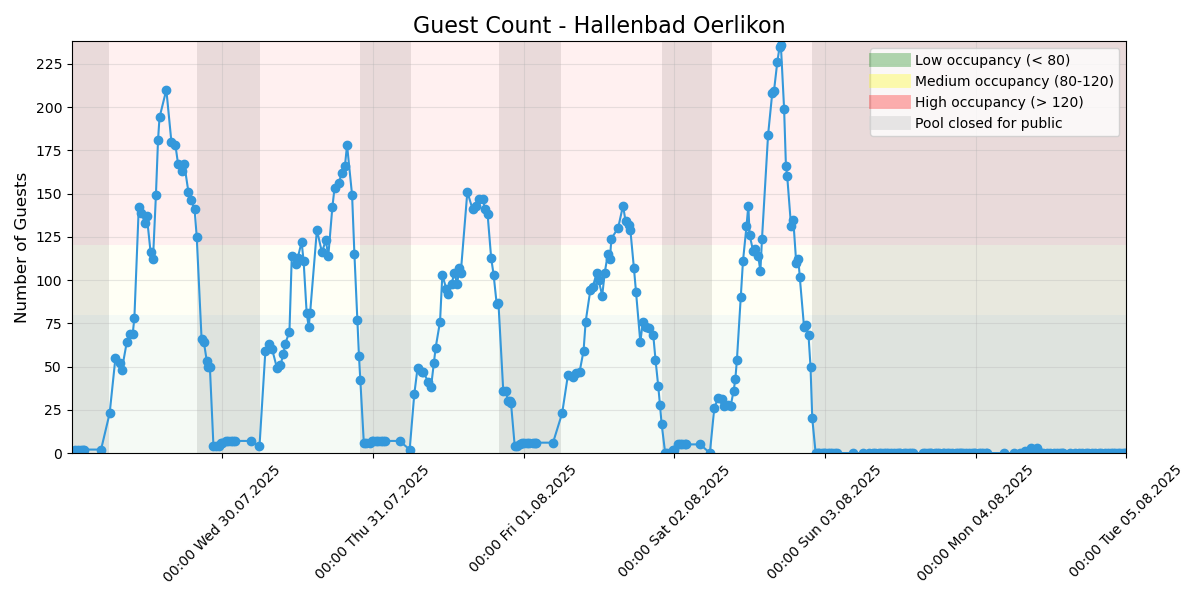 Guest Count - Hallenbad Oerlikon
Low occupancy (< 80)
Medium occupancy (80-120)
High occupancy (> 120)
Pool closed for public
Number of Guests
225
200
175
150
125
100
75
50
25
0
00:00 Wed 30.07.2025
00:00 Thu 31.07.2025
00:00 Fri 01.08.2025
00:00 Sat 02.08.2025
00:00 Sun 03.08.2025
00:00 Mon 04.08.2025
00:00 Tue 05.08.2025